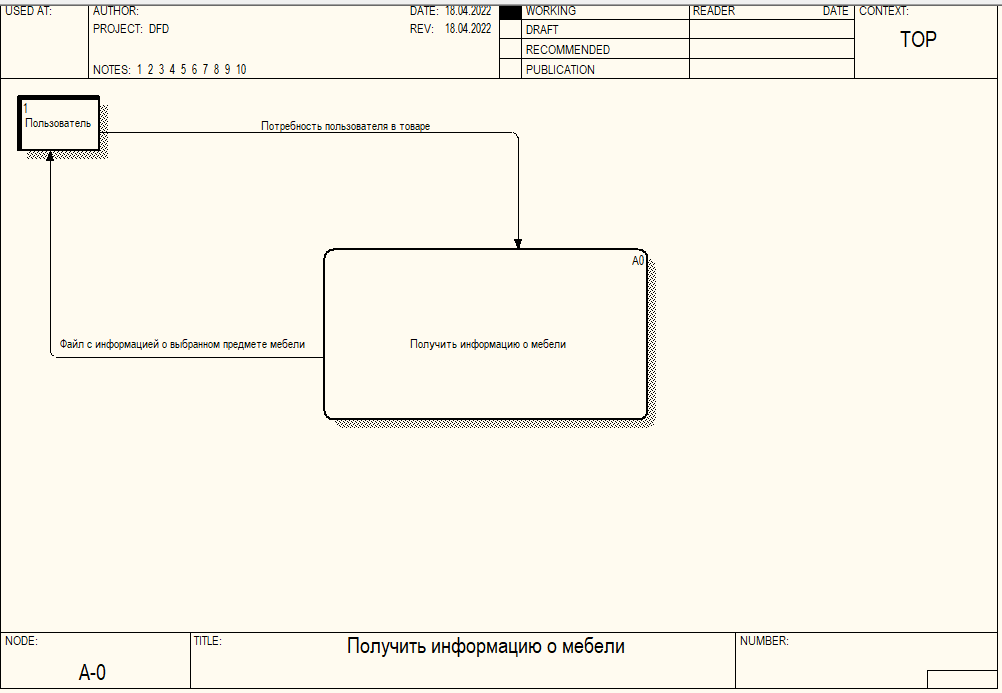 USED AT: AUTHOR: DATE: 18.04.2022 WORKING READER DATE CONTEXT:
PROJECT: DFD REV: 18.04.2022 DRAFT
TOP
RECOMMENDED
NOTES: 1 2 3 4 5 6 7 8 9 10 PUBLICATION
1
Пользователь
Потребность пользователя в товаре
A0
Файл с информацией о выбранном предмете мебели
Получить информацию о мебели
NODE: TITLE: Получить информацию о мебели NUMBER:
A-0